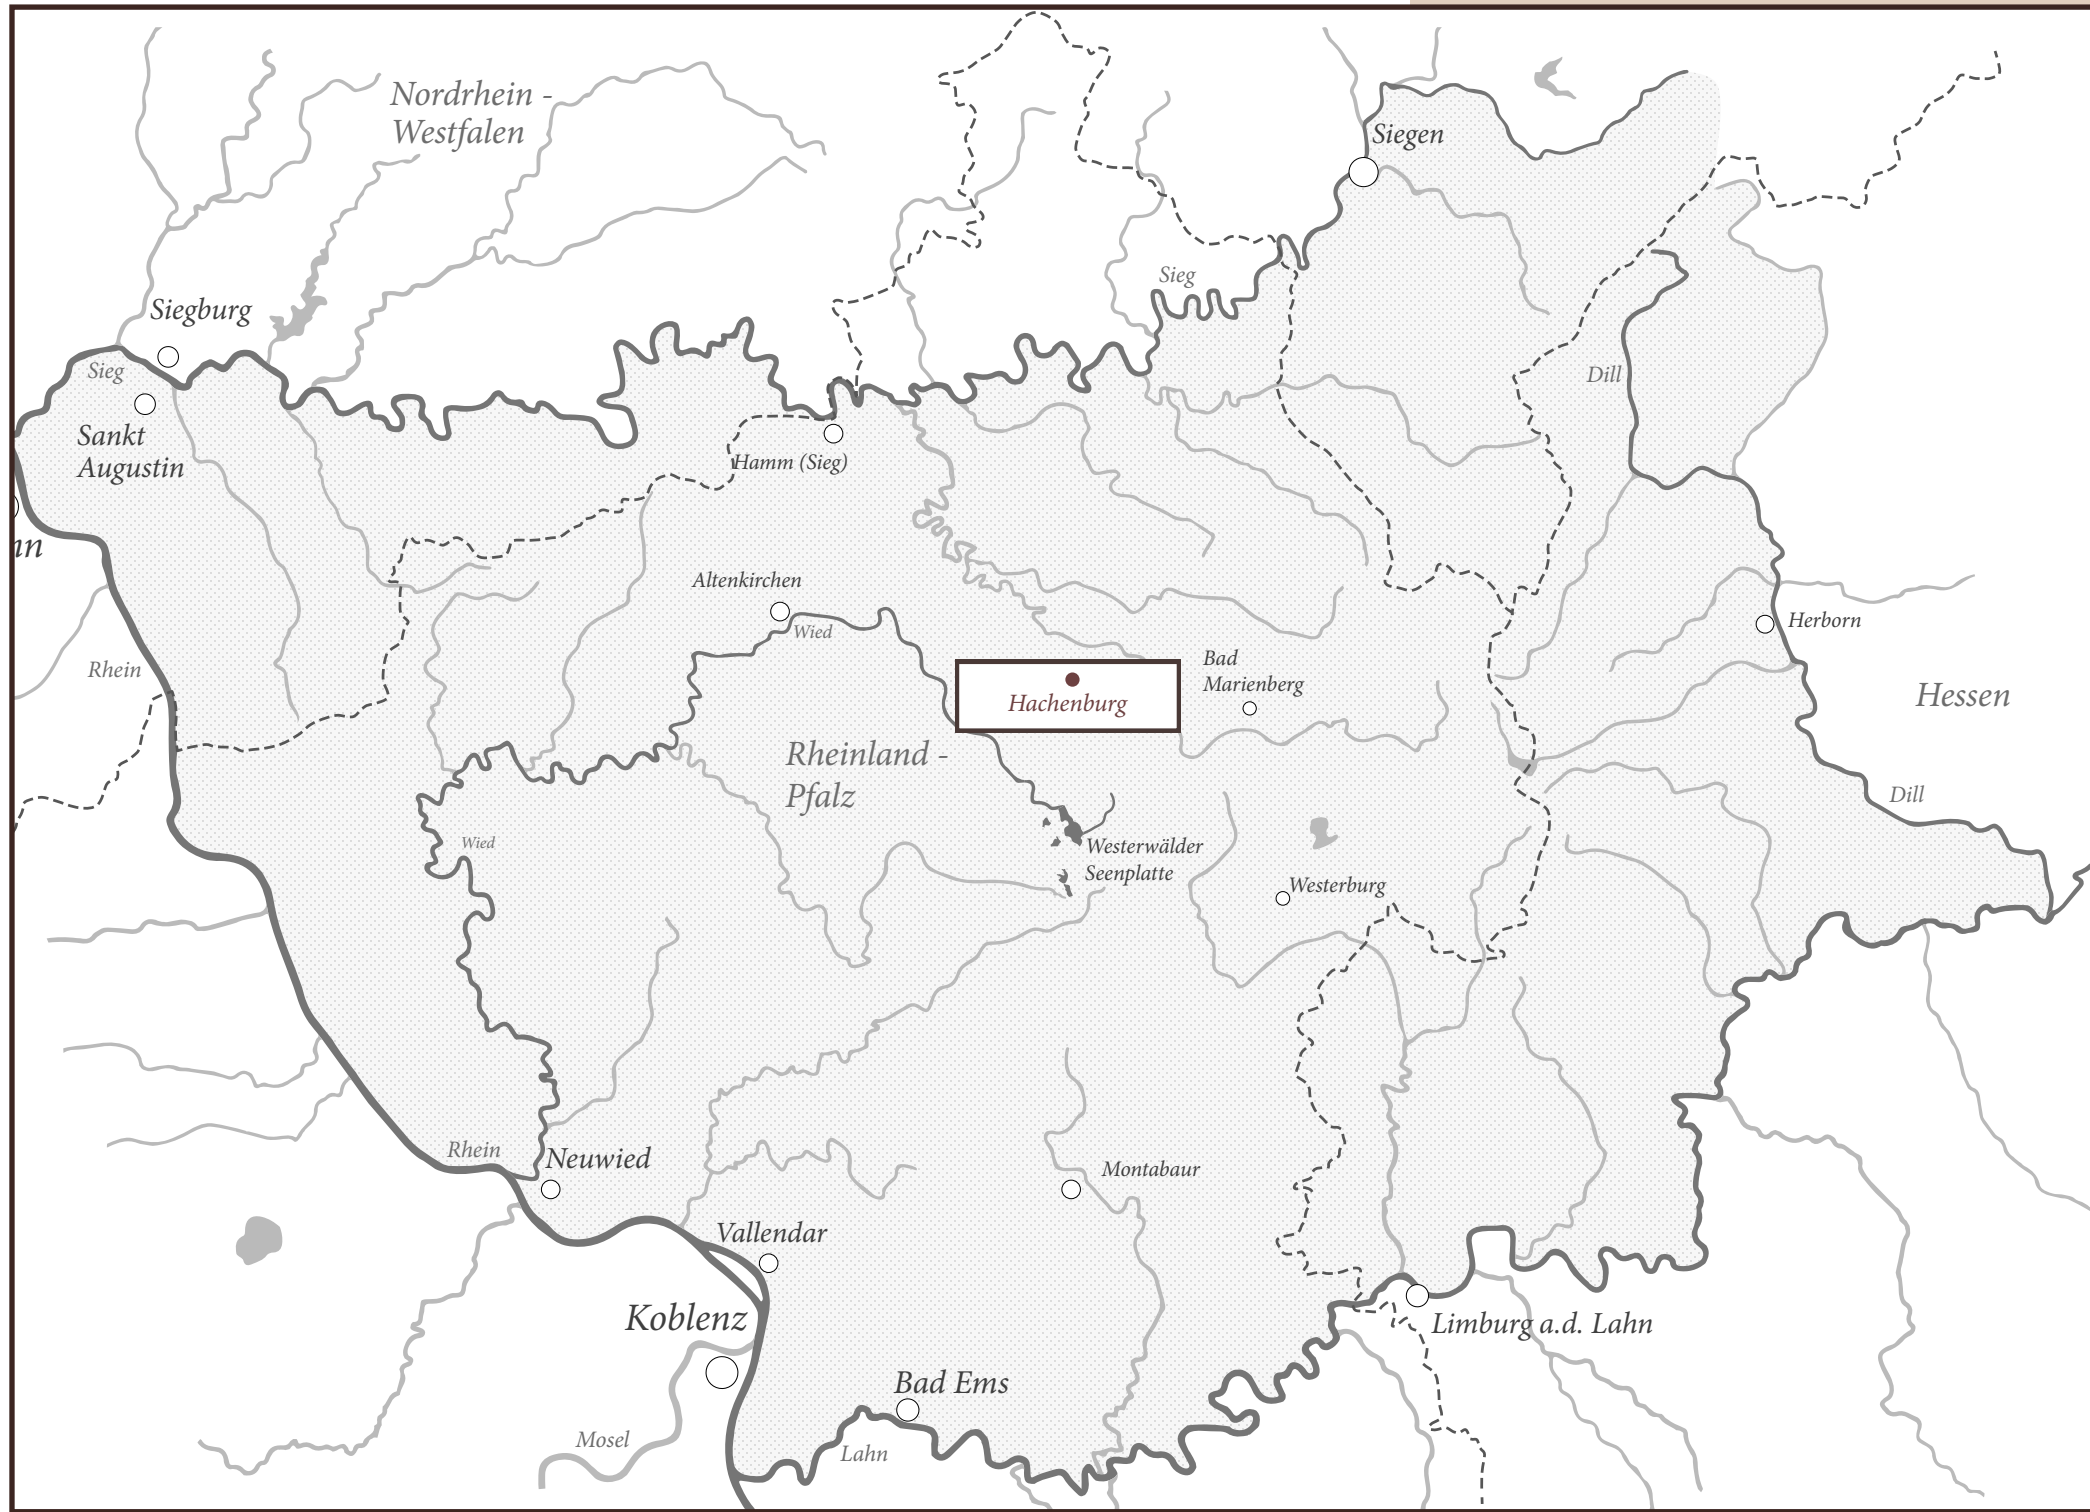 Nordrhein -
Westfalen
Siegen
Sieg
Siegburg
Sieg
Dill
Sankt
Augustin
Hamm (Sieg)
nn
Altenkirchen
Wied
Herborn
Rhein
Bad
Marienberg
Hachenburg
Hessen
Rheinland -
Pfalz
Dill
Wied
Westerwälder
Seenplatte
Westerburg
Rhein
Neuwied
Montabaur
Vallendar
Koblenz
Limburg a.d. Lahn
Bad Ems
Mosel
Lahn